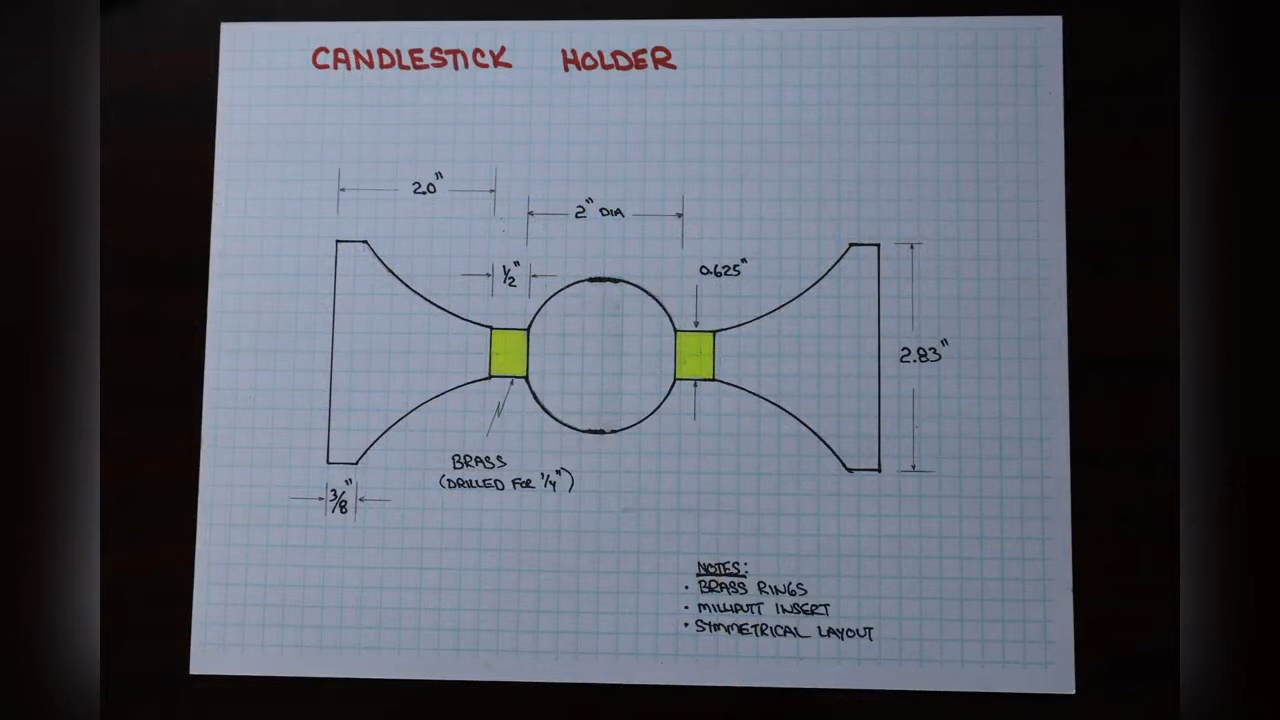 CANDLESTICK HOLDER
2.0"
2" DIA
1/2"
0.625"
2.83"
BRASS
(DRILLED FOR 1/4")
3/8"
NOTES:
· BRASS RINGS
· MILLIPUTT INSERT
· SYMMETRICAL LAYOUT